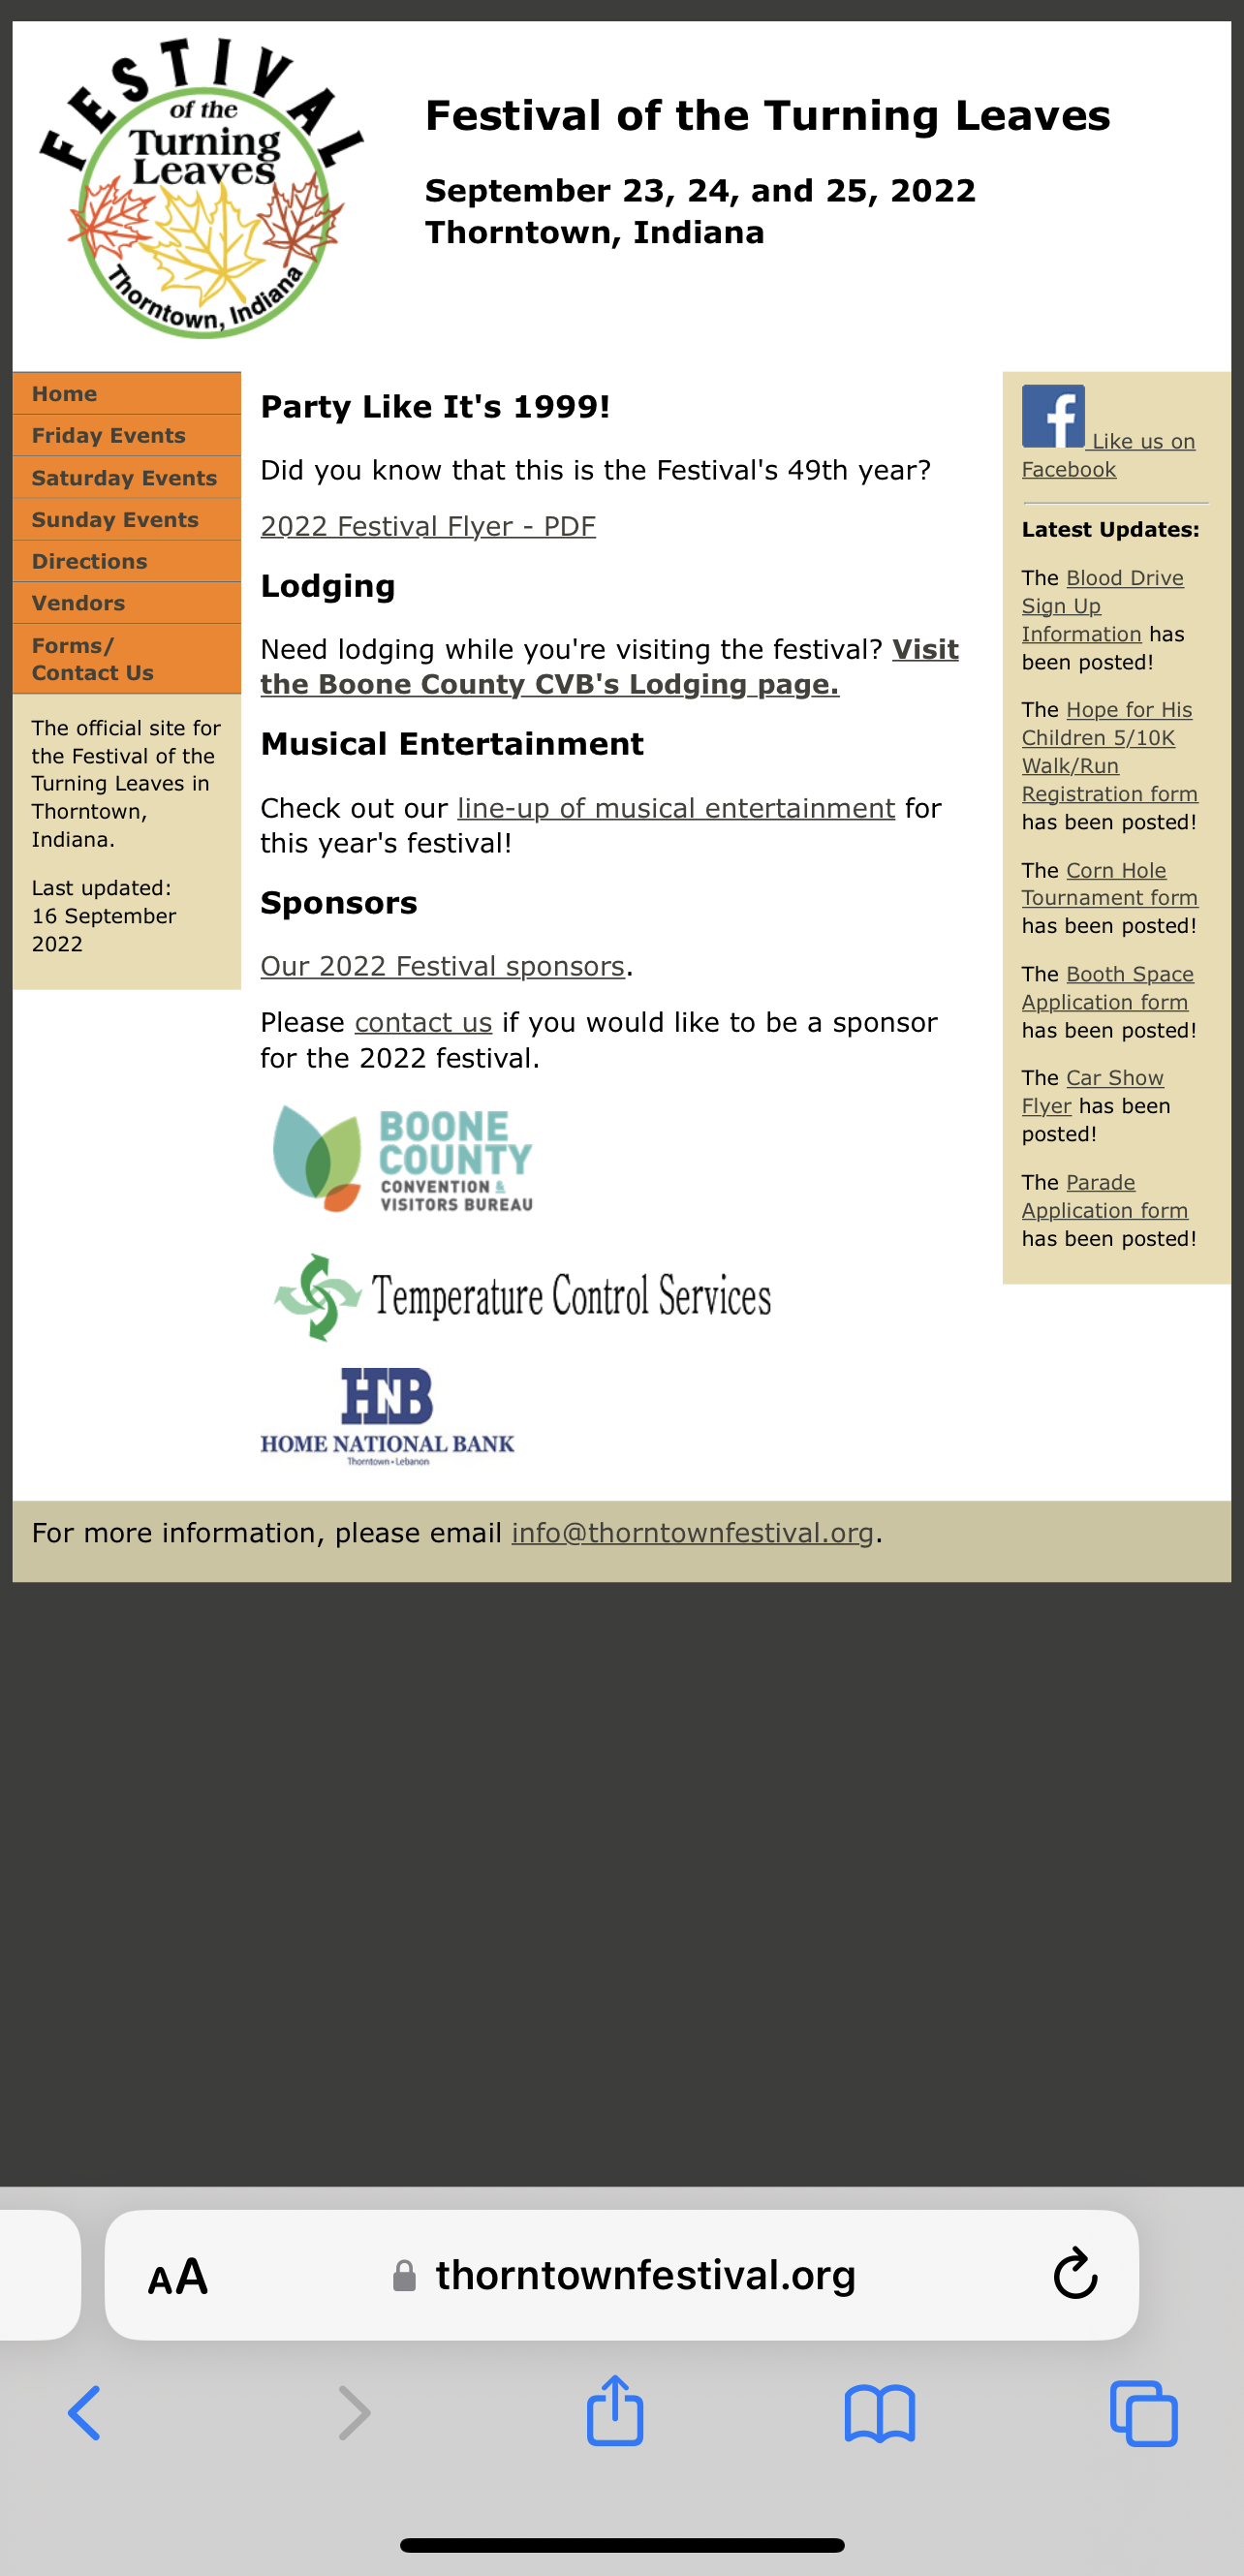 FESTIVAL
of the
Turning
Leaves
Thorntown, Indiana
Festival of the Turning Leaves
September 23, 24, and 25, 2022
Thorntown, Indiana
Home
Friday Events
Saturday Events
Sunday Events
Directions
Vendors
Forms/
Contact Us
The official site for
the Festival of the
Turning Leaves in
Thorntown,
Indiana.
Last updated:
16 September
2022
Party Like It's 1999!
Did you know that this is the Festival's 49th year?
2022 Festival Flyer - PDF
Lodging
Need lodging while you're visiting the festival? Visit
the Boone County CVB's Lodging page.
Musical Entertainment
Check out our line-up of musical entertainment for
this year's festival!
Sponsors
Our 2022 Festival sponsors.
Please contact us if you would like to be a sponsor
for the 2022 festival.
BOONE
COUNTY
CONVENTION &
VISITORS BUREAU
Temperature Control Services
HNB
HOME NATIONAL BANK
Thorntown • Lebanon
f
Like us on
Facebook
Latest Updates:
The Blood Drive
Sign Up
Information has
been posted!
The Hope for His
Children 5/10K
Walk/Run
Registration form
has been posted!
The Corn Hole
Tournament form
has been posted!
The Booth Space
Application form
has been posted!
The Car Show
Flyer has been
posted!
The Parade
Application form
has been posted!
For more information, please email info@thorntownfestival.org.
AA
thorntownfestival.org